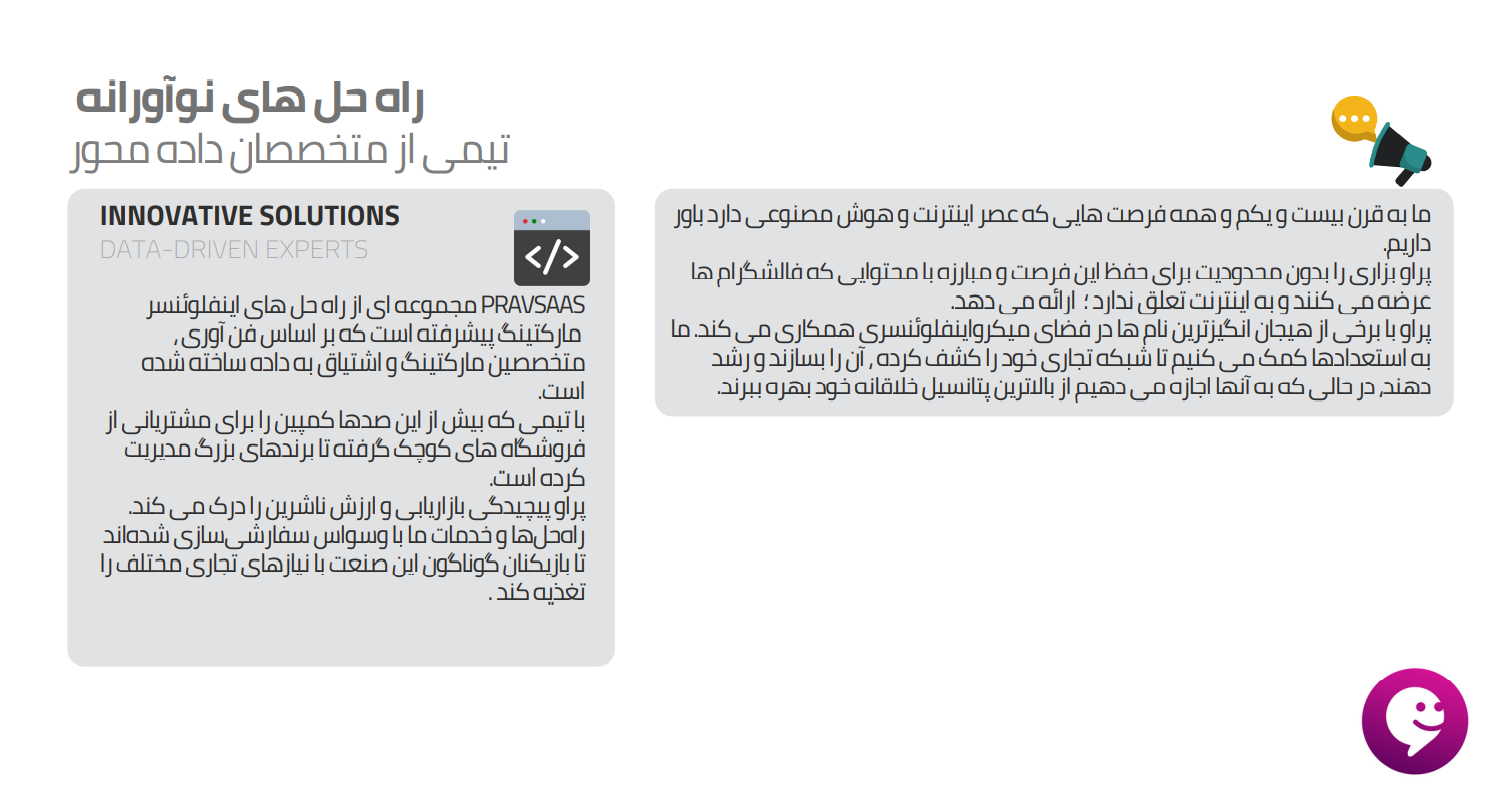 راه حل های نوآورانه
تیمی از متخصصان داده محور
ما به قرن بیست و یکم و همه فرصت هایی که عصر اینترنت و هوش مصنوعی دارد باور
داریم.
پراو بزاری را بدون محدودیت برای حفظ این فرصت و مبارزه با محتوایی که فالشگرام ها
عرضه می کنند و به اینترنت تعلق ندارد ؛ ارائه می دهد.
پراو با برخی از هیجان انگیزترین نام ها در فضای میکرواینفلوئنسری همکاری می کند. ما
به استعدادها کمک می کنیم تا شبکه تجاری خود را کشف کرده ، آن را بسازند و رشد
دهند, در حالی که به آنها اجازه می دهیم از بالاترین پتانسیل خلاقانه خود بهره ببرند.
INNOVATIVE SOLUTIONS
DATA-DRIVEN EXPERTS
PRAVSAAS مجموعه ای از راه حل های اینفلوئنسر
مارکتینگ پیشرفته است که بر اساس فن آوری ،
متخصصین مارکتینگ و اشتیاق به داده ساخته شده
است.
با تیمی که بیش از این صدها کمپین را برای مشتریانی از
فروشگاه های کوچک گرفته تا برندهای بزرگ مدیریت
کرده است.
پراو پیچیدگی بازاریابی و ارزش ناشرین را درک می کند.
راه‌حل‌ها و خدمات ما با وسواس سفارشی‌سازی شده‌اند
تا بازیکنان گوناگون این صنعت با نیازهای تجاری مختلف را
تغذیه کند .